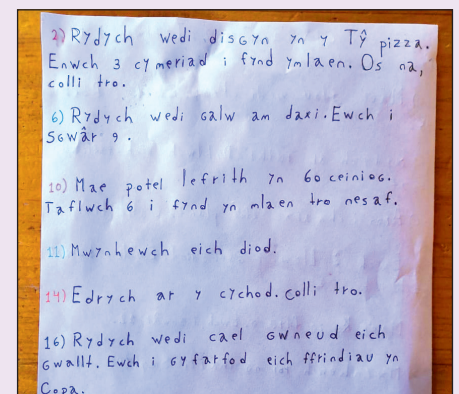 2) Rydych wedi disgyn yn y Tŷ pizza.
Enwch 3 cymeriad i fynd ymlaen. Os na,
colli tro.
6) Rydych wedi galw am daxi. Ewch i
Sgwâr 9.
10) Mae potel lefrith yn 60 ceiniog.
Taflwch 6 i fynd yn mlaen tro nesaf.
11) Mwynhewch eich diod.
14) Edrych ar y cychod. Colli tro.
16) Rydych wedi cael gwneud eich
gwallt. Ewch i gyfarfod eich ffrindiau yn
Copa.